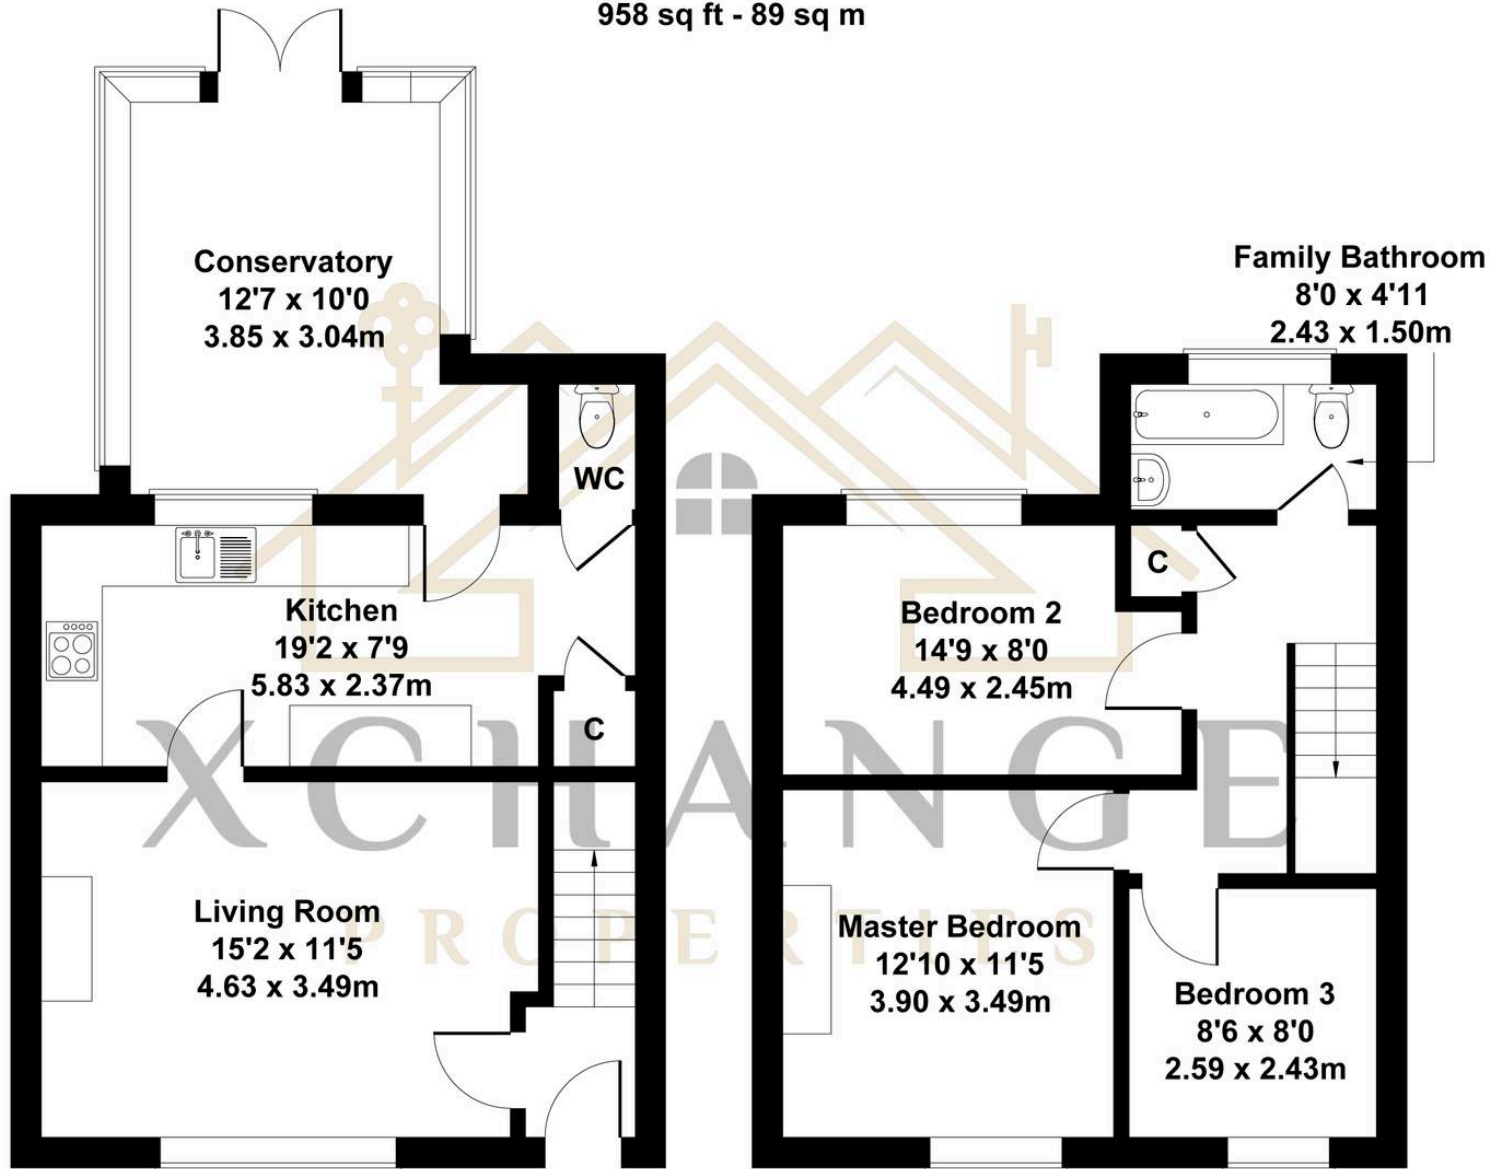 958 sq ft - 89 sq m
Conservatory
12'7 x 10'0
3.85 x 3.04m
WC
Kitchen
19'2 x 7'9
5.83 x 2.37m
C
Living Room
15'2 x 11'5
4.63 x 3.49m
Family Bathroom
8'0 x 4'11
2.43 x 1.50m
C
Bedroom 2
14'9 x 8'0
4.49 x 2.45m
Master Bedroom
12'10 x 11'5
3.90 x 3.49m
Bedroom 3
8'6 x 8'0
2.59 x 2.43m
XCHANGE
PROPERTIES